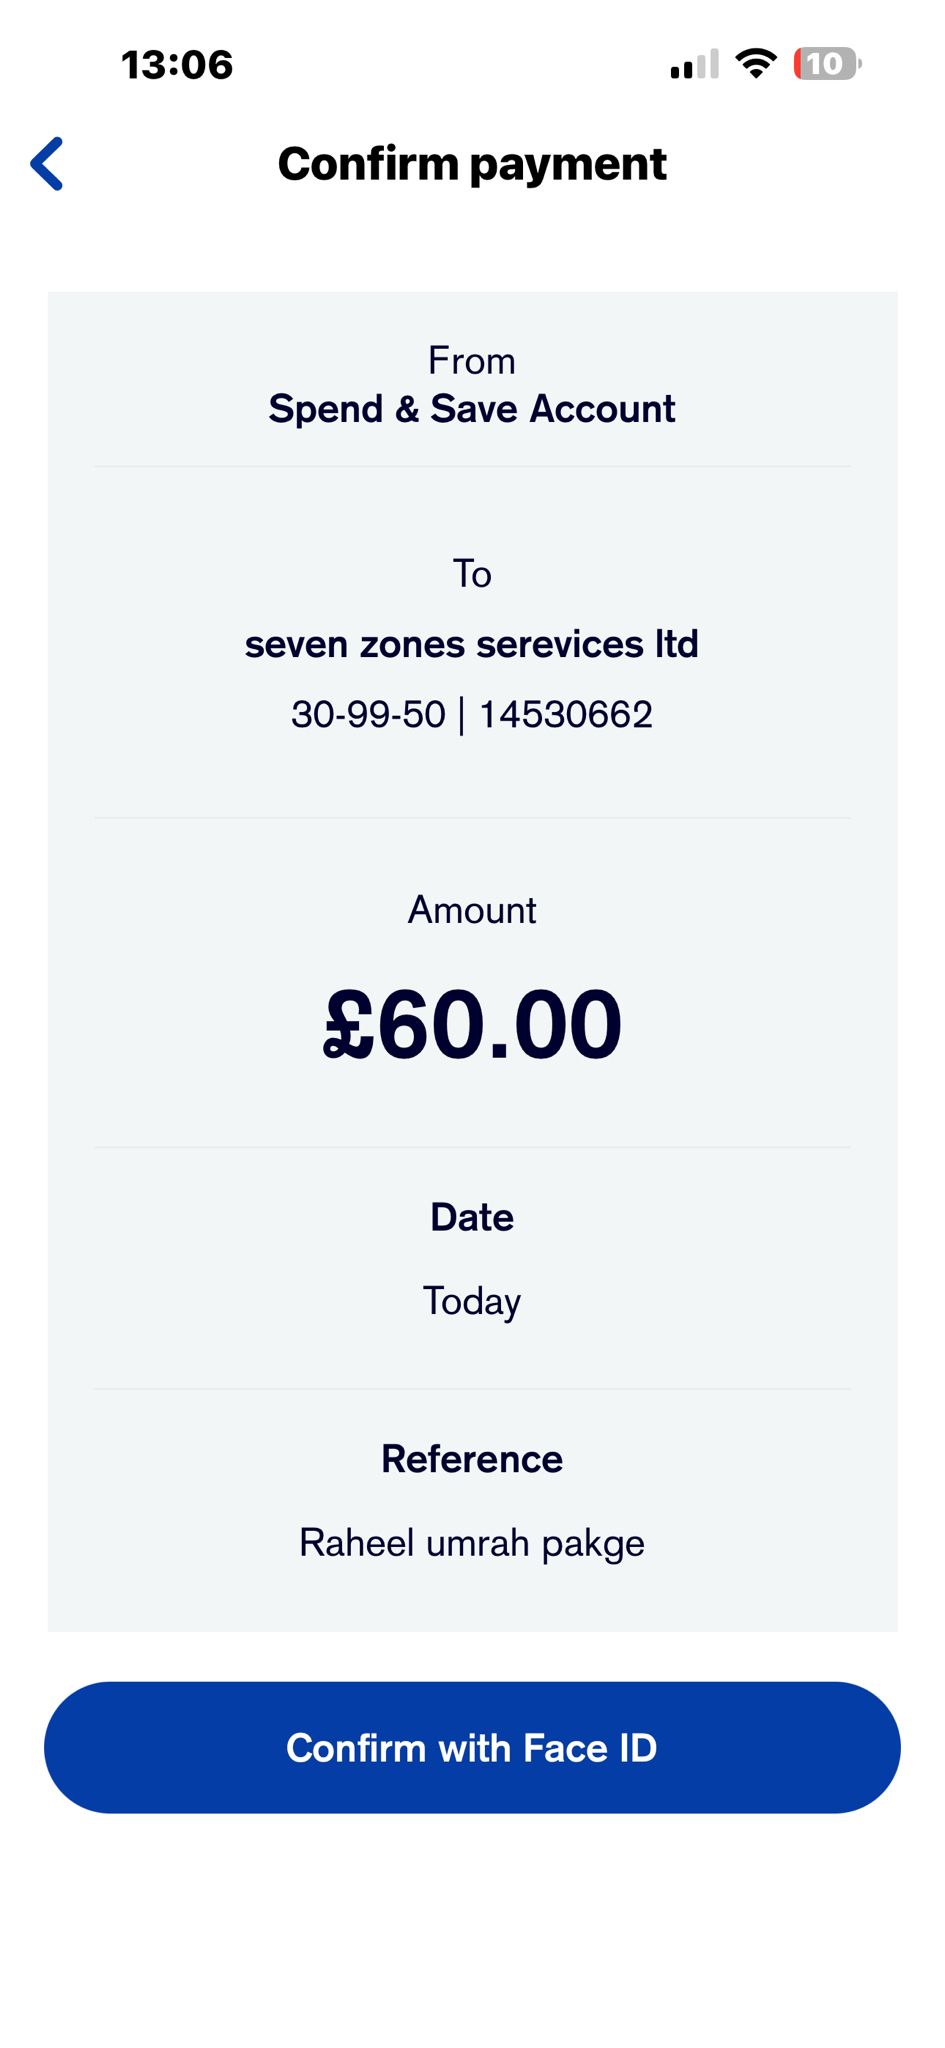 13:06
10
Confirm payment
From
Spend & Save Account
To
seven zones serevices ltd
30-99-50 | 14530662
Amount
£60.00
Date
Today
Reference
Raheel umrah pakge
Confirm with Face ID